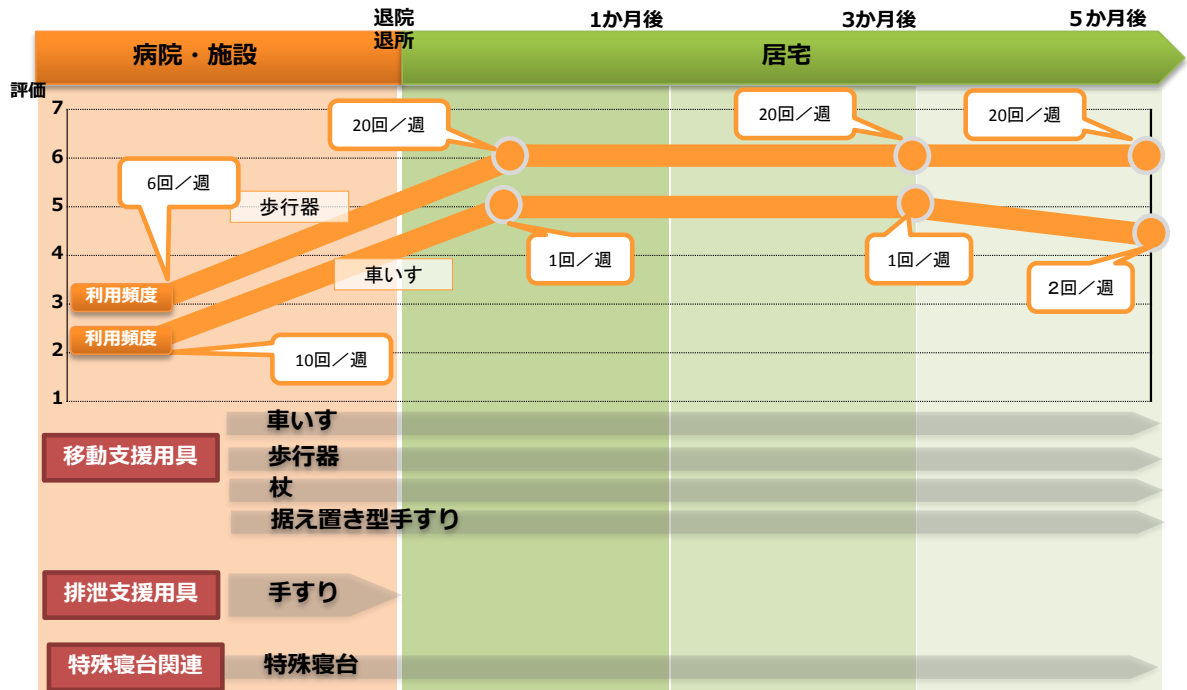 退院
退所
1か月後
3か月後
５か月後
病院・施設
居宅
評価
7
6
5
4
3
2
1
20回／週
20回／週
20回／週
6回／週
歩行器
車いす
1回／週
1回／週
2回／週
利用頻度
利用頻度
10回／週
車いす
移動支援用具
歩行器
杖
据え置き型手すり
排泄支援用具
手すり
特殊寝台関連
特殊寝台